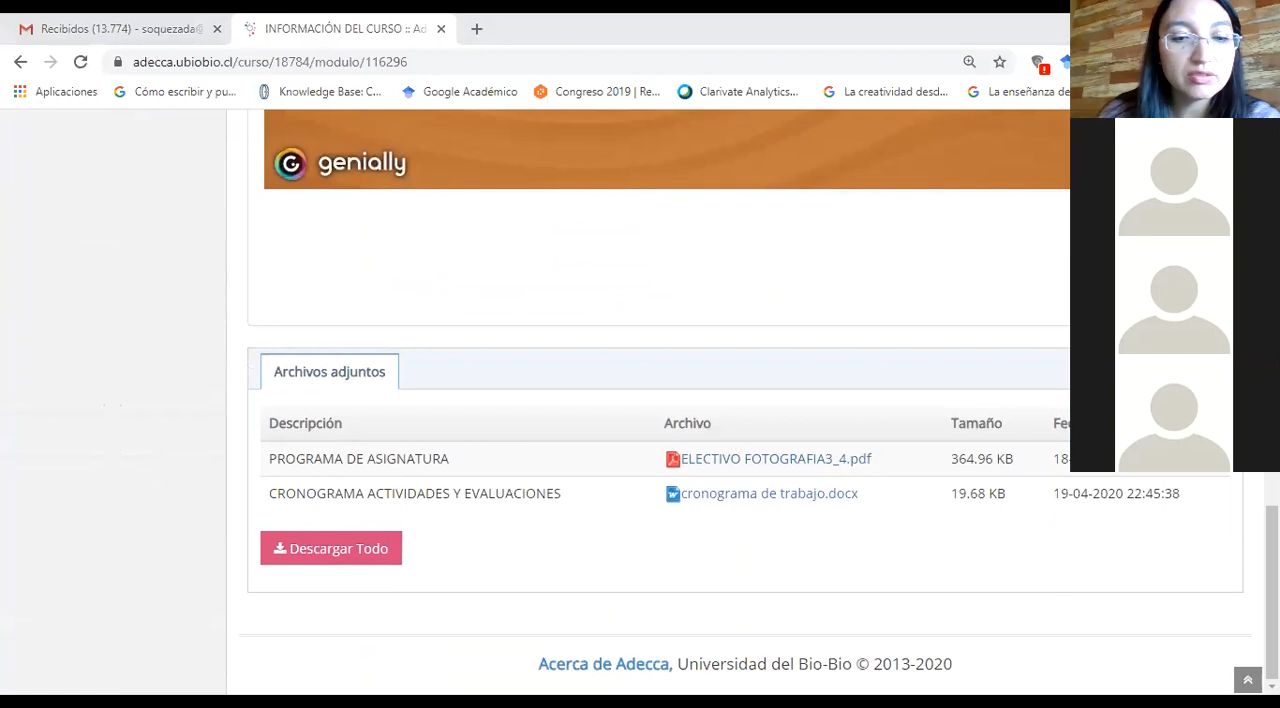 Recibidos (13.774) - soquezada@
INFORMACIÓN DEL CURSO :: Ad
adecca.ubiobio.cl/curso/18784/modulo/116296
Aplicaciones
Cómo escribir y pu...
Knowledge Base: C...
Google Académi
Congreso 2019 | Re...
Clarivate Analytics...
La creatividad desd...
La enseñanza de
genially
Archivos adjuntos
Descripción Archivo Tamaño Fec
PROGRAMA DE ASIGNATURA ELECTIVO FOTOGRAFIA3_4.pdf 364.96 KB 18-
CRONOGRAMA ACTIVIDADES Y EVALUACIONES cronograma de trabajo.docx 19.68 KB 19-04-2020 22:45:38
Descargar Todo
Acerca de Adecca, Universidad del Bio-Bio © 2013-2020